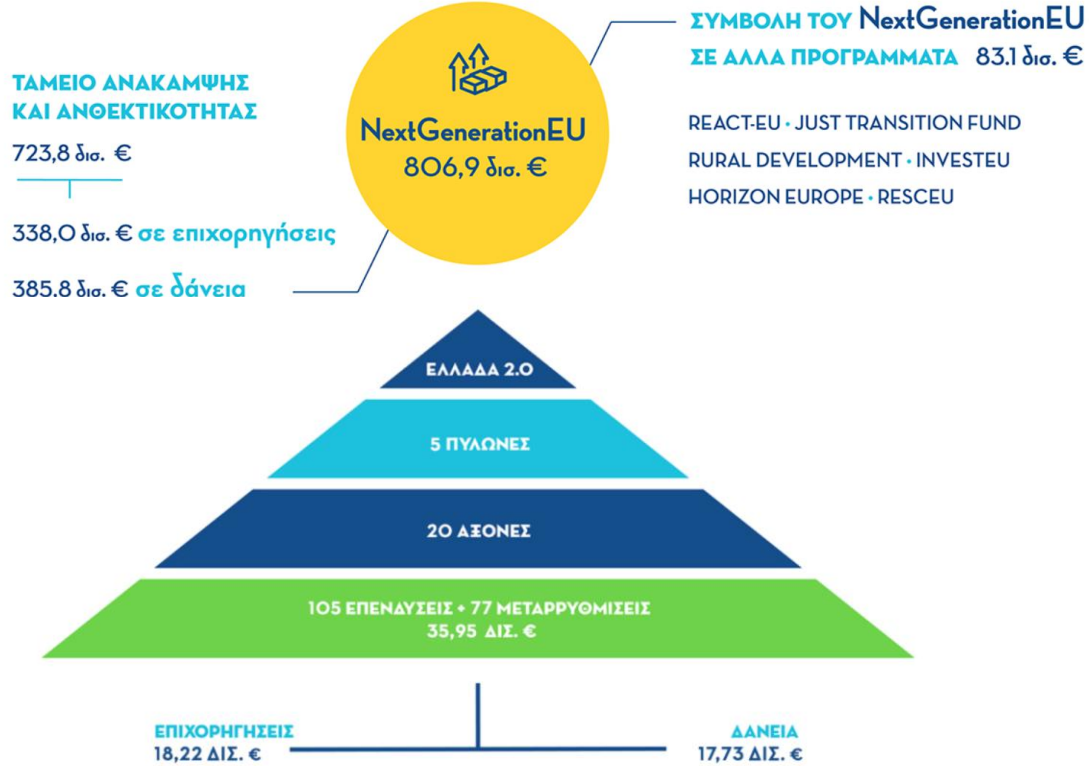 ΤΑΜΕΙΟ ΑΝΑΚΑΜΨΗΣ
ΚΑΙ ΑΝΘΕΚΤΙΚΟΤΗΤΑΣ
723,8 δισ. €
338,0 δισ. € σε επιχορηγήσεις
385.8 δισ. € σε δάνεια
NextGenerationEU
806,9 δισ. €
ΣΥΜΒΟΛΗ ΤΟΥ NextGenerationEU
ΣΕ ΑΛΛΑ ΠΡΟΓΡΑΜΜΑΤΑ 83.1 δισ. €
REACT-EU • JUST TRANSITION FUND
RURAL DEVELOPMENT • INVESTEU
HORIZON EUROPE • RESCEU
ΕΛΛΑΔΑ 2.0
5 ΠΥΛΩΝΕΣ
20 ΑΞΟΝΕΣ
105 ΕΠΕΝΔΥΣΕΙΣ + 77 ΜΕΤΑΡΡΥΘΜΙΣΕΙΣ
35,95 ΔΙΣ. €
ΕΠΙΧΟΡΗΓΗΣΕΙΣ
18,22 ΔΙΣ. €
ΔΑΝΕΙΑ
17,73 ΔΙΣ. €